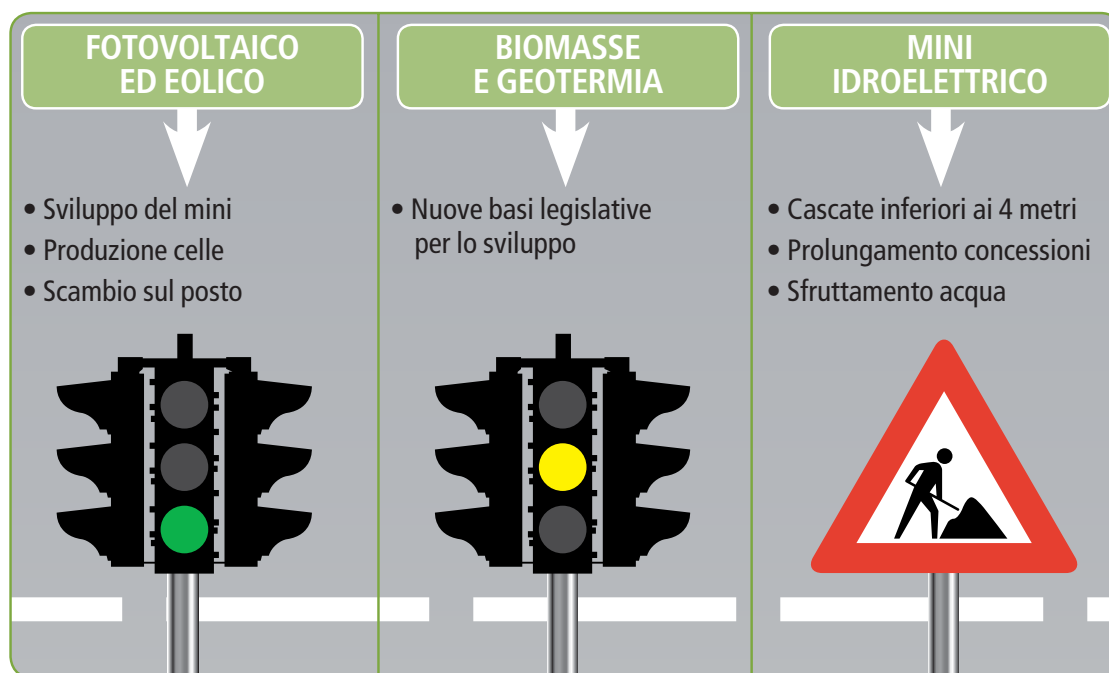 FOTOVOLTAICO
ED EOLICO
• Sviluppo del mini
• Produzione celle
• Scambio sul posto
BIOMASSE
E GEOTERMIA
• Nuove basi legislative
per lo sviluppo
MINI
IDROELETTRICO
• Cascate inferiori ai 4 metri
• Prolungamento concessioni
• Sfruttamento acqua